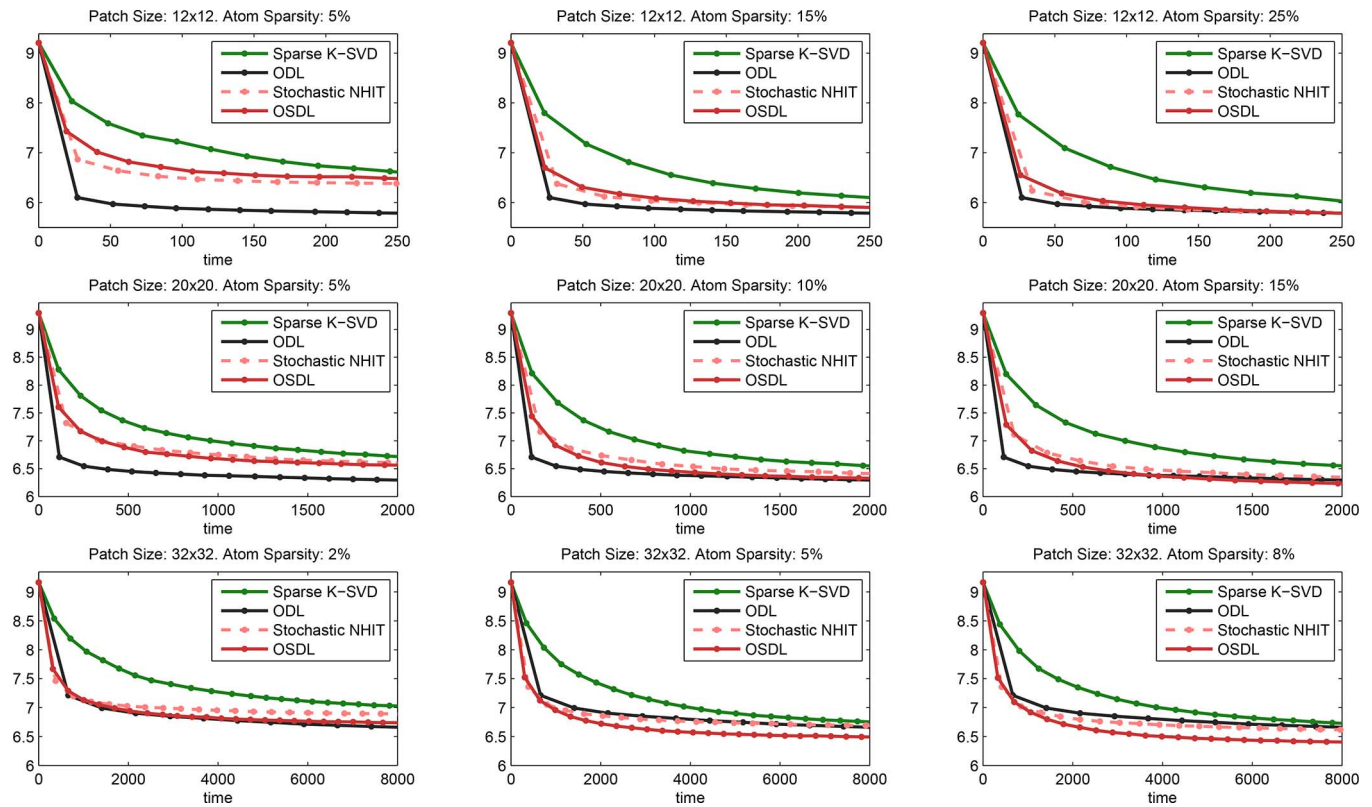 Patch Size: 12x12. Atom Sparsity: 5%
9
8
7
6
Sparse K−SVD
ODL
Stochastic NHIT
OSDL
0 50 100 150 200 250
time
Patch Size: 12x12. Atom Sparsity: 15%
9
8
7
6
Sparse K−SVD
ODL
Stochastic NHIT
OSDL
0 50 100 150 200 250
time
Patch Size: 12x12. Atom Sparsity: 25%
9
8
7
6
Sparse K−SVD
ODL
Stochastic NHIT
OSDL
0 50 100 150 200 250
time
Patch Size: 20x20. Atom Sparsity: 5%
9
8.5
8
7.5
7
6.5
6
Sparse K−SVD
ODL
Stochastic NHIT
OSDL
0 500 1000 1500 2000
time
Patch Size: 20x20. Atom Sparsity: 10%
9
8.5
8
7.5
7
6.5
6
Sparse K−SVD
ODL
Stochastic NHIT
OSDL
0 500 1000 1500 2000
time
Patch Size: 20x20. Atom Sparsity: 15%
9
8.5
8
7.5
7
6.5
6
Sparse K−SVD
ODL
Stochastic NHIT
OSDL
0 500 1000 1500 2000
time
Patch Size: 32x32. Atom Sparsity: 2%
9
8.5
8
7.5
7
6.5
6
Sparse K−SVD
ODL
Stochastic NHIT
OSDL
0 2000 4000 6000 8000
time
Patch Size: 32x32. Atom Sparsity: 5%
9
8.5
8
7.5
7
6.5
6
Sparse K−SVD
ODL
Stochastic NHIT
OSDL
0 2000 4000 6000 8000
time
Patch Size: 32x32. Atom Sparsity: 8%
9
8.5
8
7.5
7
6.5
6
Sparse K−SVD
ODL
Stochastic NHIT
OSDL
0 2000 4000 6000 8000
time